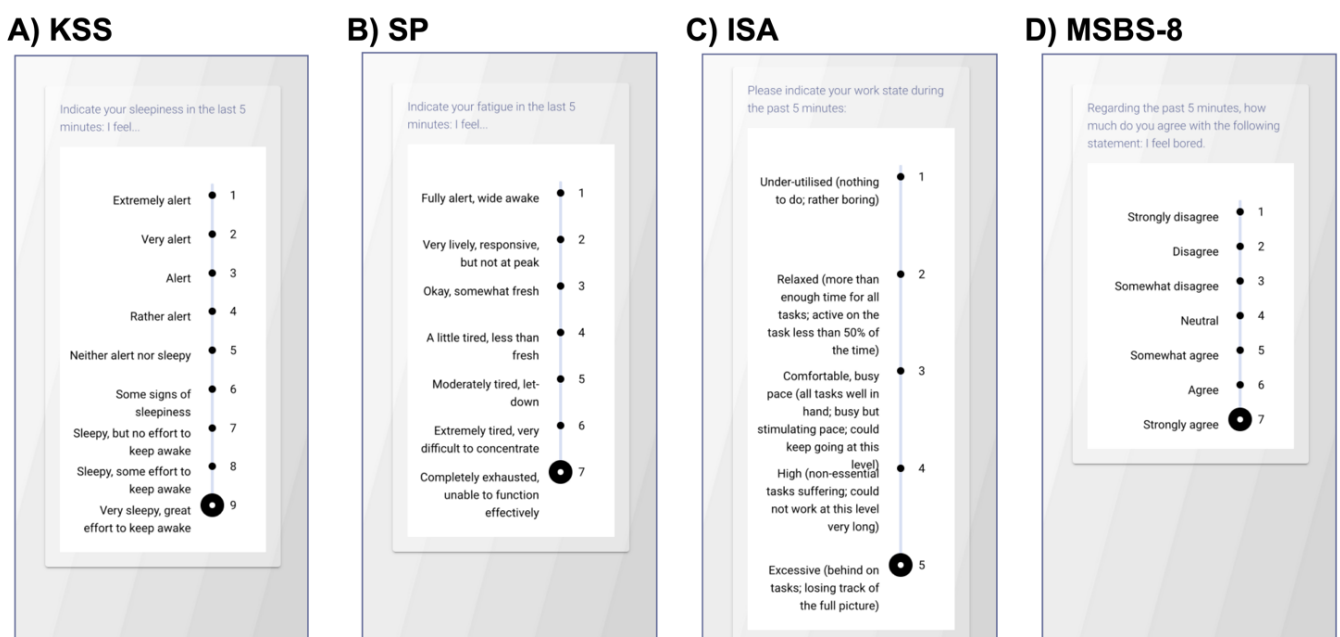 A) KSS
Indicate your sleepiness in the last 5
minutes: I feel...
Extremely alert 1
Very alert 2
Alert 3
Rather alert 4
Neither alert nor sleepy 5
Some signs of 6
sleepiness
Sleepy, but no effort to 7
keep awake
Sleepy, some effort to 8
keep awake
Very sleepy, great 9
effort to keep awake
B) SP
Indicate your fatigue in the last 5
minutes: I feel...
Fully alert, wide awake 1
Very lively, responsive, 2
but not at peak
Okay, somewhat fresh 3
A little tired, less than 4
fresh
Moderately tired, let- 5
down
Extremely tired, very 6
difficult to concentrate
Completely exhausted, 7
unable to function
effectively
C) ISA
Please indicate your work state during
the past 5 minutes:
Under-utilised (nothing 1
to do; rather boring)
Relaxed (more than 2
enough time for all
tasks; active on the
task less than 50% of
the time)
Comfortable, busy 3
pace (all tasks well in
hand; busy but
stimulating pace; could
keep going at this
level)
High (non-essential 4
tasks suffering; could
not work at this level
very long)
Excessive (behind on 5
tasks; losing track of
the full picture)
D) MSBS-8
Regarding the past 5 minutes, how
much do you agree with the following
statement: I feel bored.
Strongly disagree 1
Disagree 2
Somewhat disagree 3
Neutral 4
Somewhat agree 5
Agree 6
Strongly agree 7